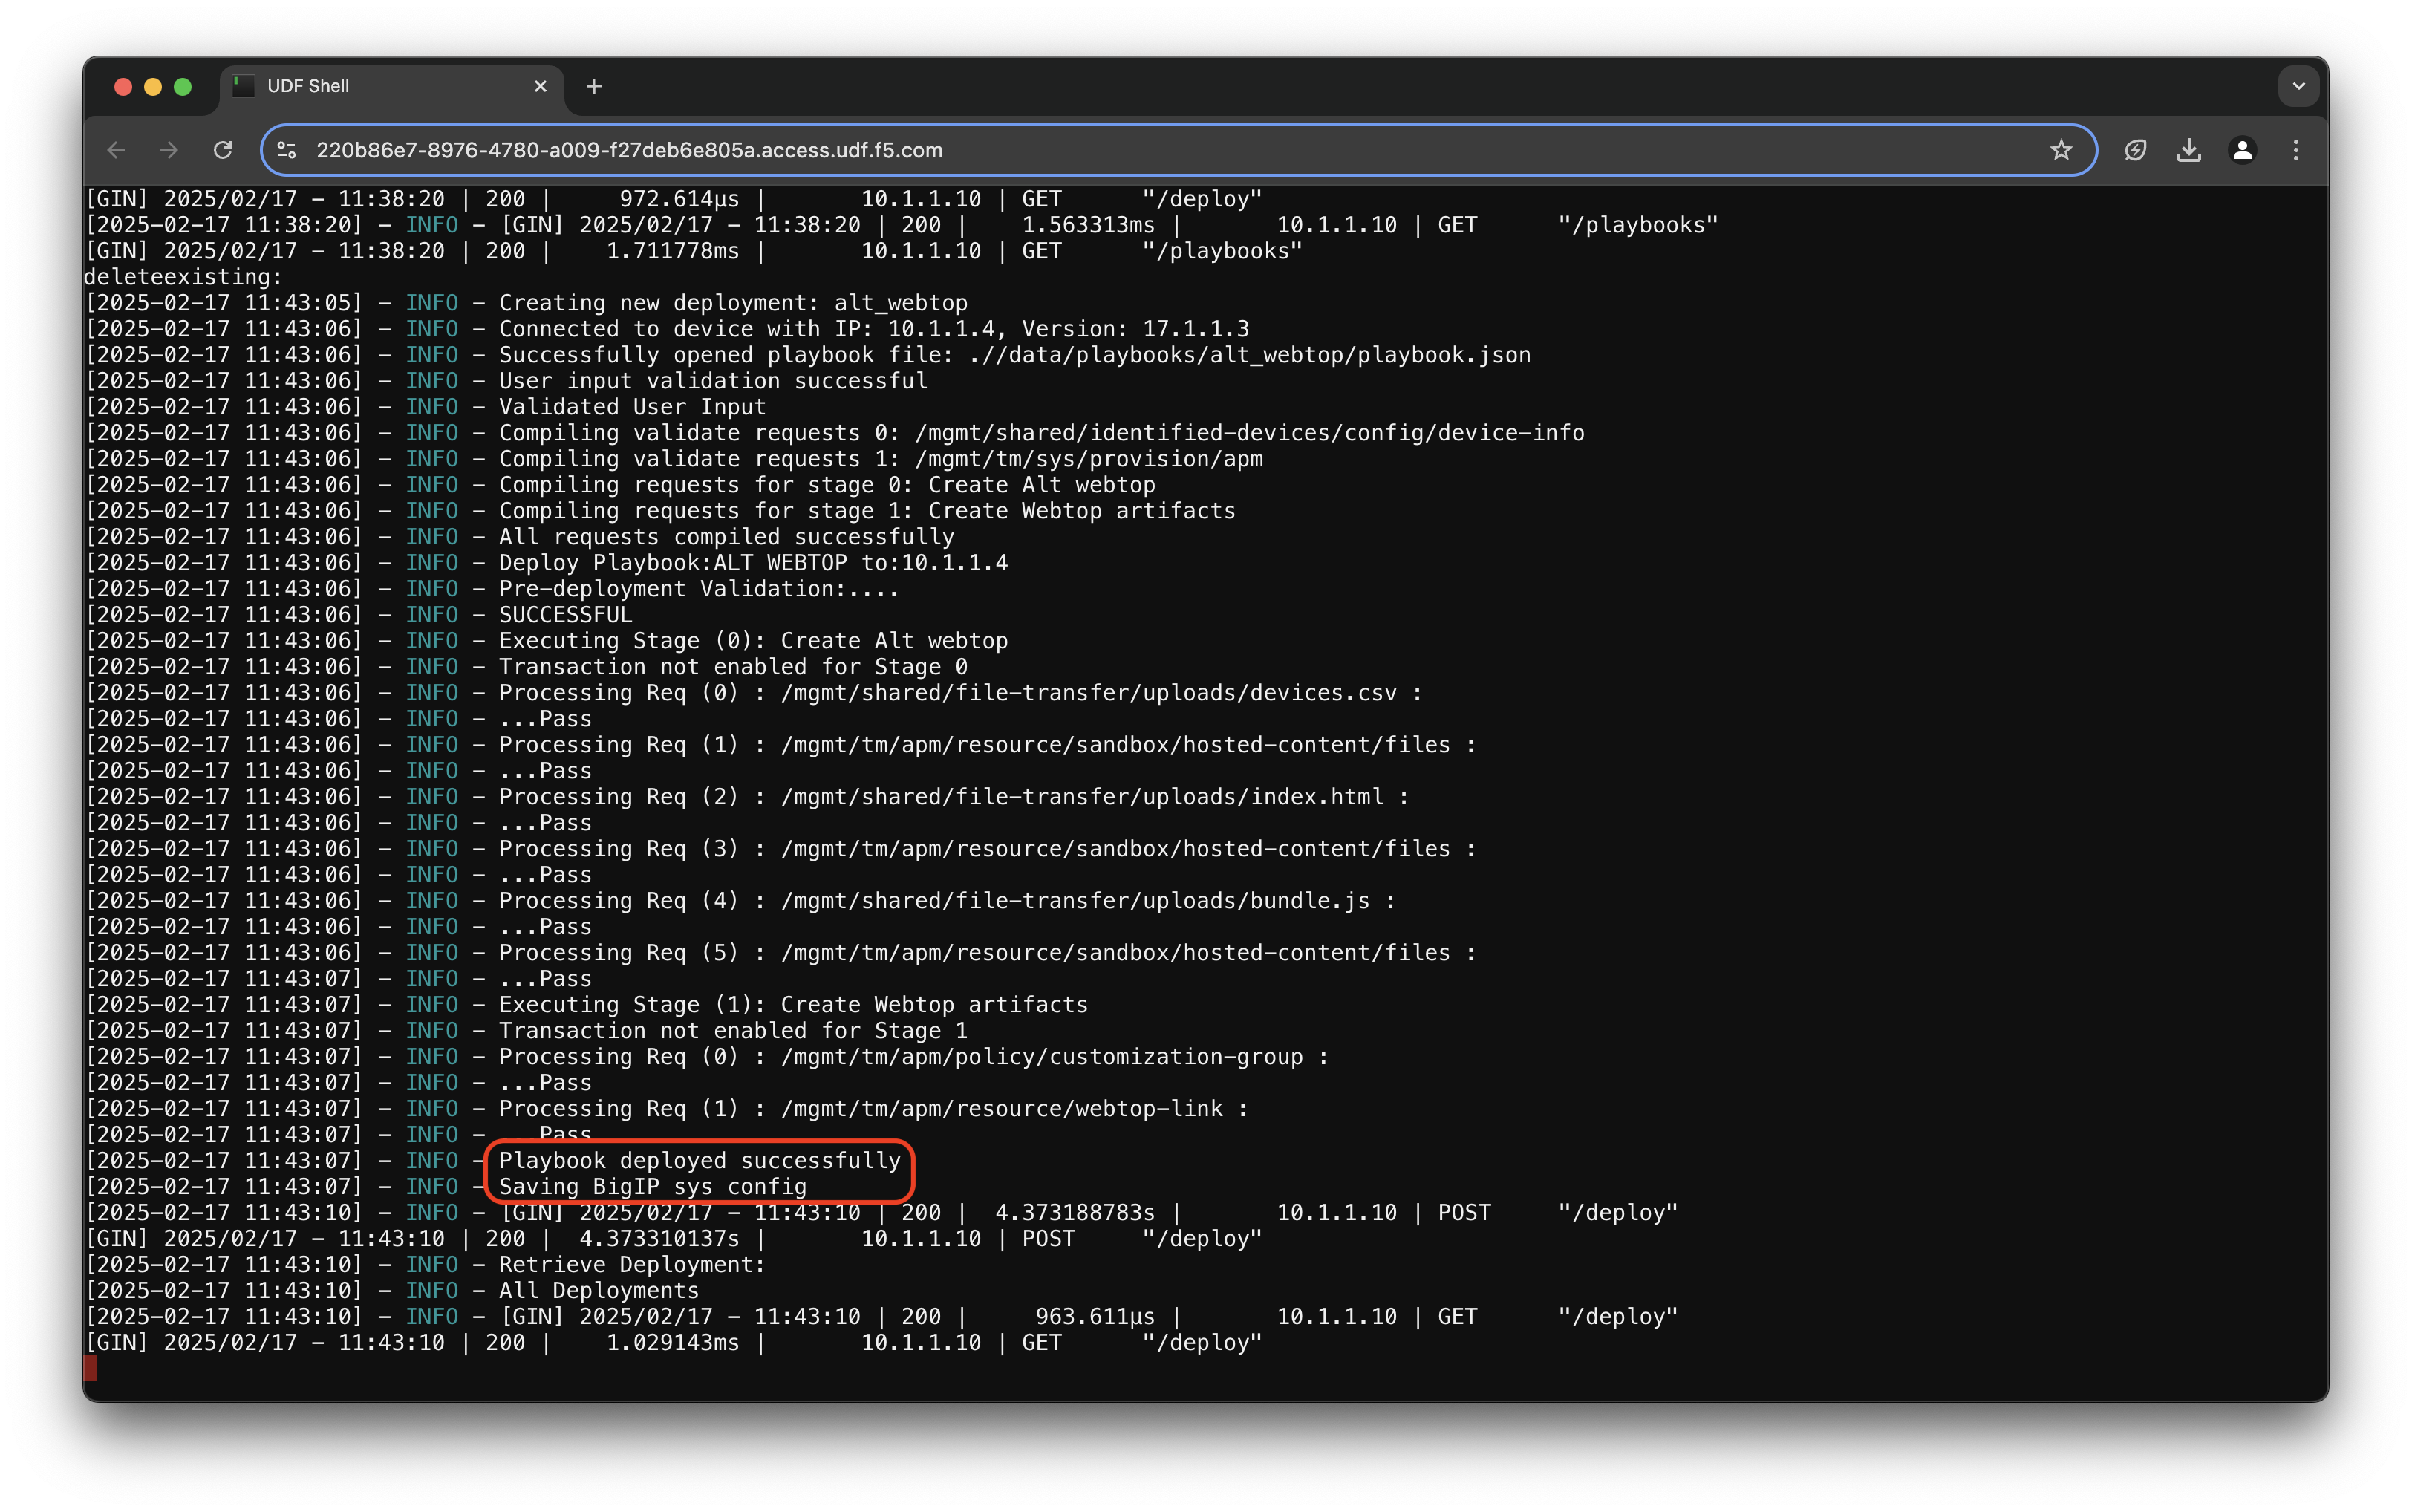 UDF Shell
220b86e7-8976-4780-a009-f27deb6e805a.access.udf.f5.com
[GIN] 2025/02/17 - 11:38:20 | 200 |     972.614µs |       10.1.1.10 | GET      "/deploy"
[2025-02-17 11:38:20] - INFO - [GIN] 2025/02/17 - 11:38:20 | 200 |    1.563313ms |       10.1.1.10 | GET      "/playbooks"
[GIN] 2025/02/17 - 11:38:20 | 200 |    1.711778ms |       10.1.1.10 | GET      "/playbooks"
deleteexisting:
[2025-02-17 11:43:05] - INFO - Creating new deployment: alt_webtop
[2025-02-17 11:43:06] - INFO - Connected to device with IP: 10.1.1.4, Version: 17.1.1.3
[2025-02-17 11:43:06] - INFO - Successfully opened playbook file: .//data/playbooks/alt_webtop/playbook.json
[2025-02-17 11:43:06] - INFO - User input validation successful
[2025-02-17 11:43:06] - INFO - Validated User Input
[2025-02-17 11:43:06] - INFO - Compiling validate requests 0: /mgmt/shared/identified-devices/config/device-info
[2025-02-17 11:43:06] - INFO - Compiling validate requests 1: /mgmt/tm/sys/provision/apm
[2025-02-17 11:43:06] - INFO - Compiling requests for stage 0: Create Alt webtop
[2025-02-17 11:43:06] - INFO - Compiling requests for stage 1: Create Webtop artifacts
[2025-02-17 11:43:06] - INFO - All requests compiled successfully
[2025-02-17 11:43:06] - INFO - Deploy Playbook:ALT WEBTOP to:10.1.1.4
[2025-02-17 11:43:06] - INFO - Pre-deployment Validation:....
[2025-02-17 11:43:06] - INFO - SUCCESSFUL
[2025-02-17 11:43:06] - INFO - Executing Stage (0): Create Alt webtop
[2025-02-17 11:43:06] - INFO - Transaction not enabled for Stage 0
[2025-02-17 11:43:06] - INFO - Processing Req (0) : /mgmt/shared/file-transfer/uploads/devices.csv :
[2025-02-17 11:43:06] - INFO - ...Pass
[2025-02-17 11:43:06] - INFO - Processing Req (1) : /mgmt/tm/apm/resource/sandbox/hosted-content/files :
[2025-02-17 11:43:06] - INFO - ...Pass
[2025-02-17 11:43:06] - INFO - Processing Req (2) : /mgmt/shared/file-transfer/uploads/index.html :
[2025-02-17 11:43:06] - INFO - ...Pass
[2025-02-17 11:43:06] - INFO - Processing Req (3) : /mgmt/tm/apm/resource/sandbox/hosted-content/files :
[2025-02-17 11:43:06] - INFO - ...Pass
[2025-02-17 11:43:06] - INFO - Processing Req (4) : /mgmt/shared/file-transfer/uploads/bundle.js :
[2025-02-17 11:43:06] - INFO - ...Pass
[2025-02-17 11:43:06] - INFO - Processing Req (5) : /mgmt/tm/apm/resource/sandbox/hosted-content/files :
[2025-02-17 11:43:07] - INFO - ...Pass
[2025-02-17 11:43:07] - INFO - Executing Stage (1): Create Webtop artifacts
[2025-02-17 11:43:07] - INFO - Transaction not enabled for Stage 1
[2025-02-17 11:43:07] - INFO - Processing Req (0) : /mgmt/tm/apm/policy/customization-group :
[2025-02-17 11:43:07] - INFO - ...Pass
[2025-02-17 11:43:07] - INFO - Processing Req (1) : /mgmt/tm/apm/resource/webtop-link :
[2025-02-17 11:43:07] - INFO - ...Pass
[2025-02-17 11:43:07] - INFO - Playbook deployed successfully
[2025-02-17 11:43:07] - INFO - Saving BigIP sys config
[2025-02-17 11:43:10] - INFO - [GIN] 2025/02/17 - 11:43:10 | 200 |  4.373188783s |       10.1.1.10 | POST     "/deploy"
[GIN] 2025/02/17 - 11:43:10 | 200 |  4.373310137s |       10.1.1.10 | POST     "/deploy"
[2025-02-17 11:43:10] - INFO - Retrieve Deployment:
[2025-02-17 11:43:10] - INFO - All Deployments
[2025-02-17 11:43:10] - INFO - [GIN] 2025/02/17 - 11:43:10 | 200 |     963.611µs |       10.1.1.10 | GET      "/deploy"
[GIN] 2025/02/17 - 11:43:10 | 200 |    1.029143ms |       10.1.1.10 | GET      "/deploy"